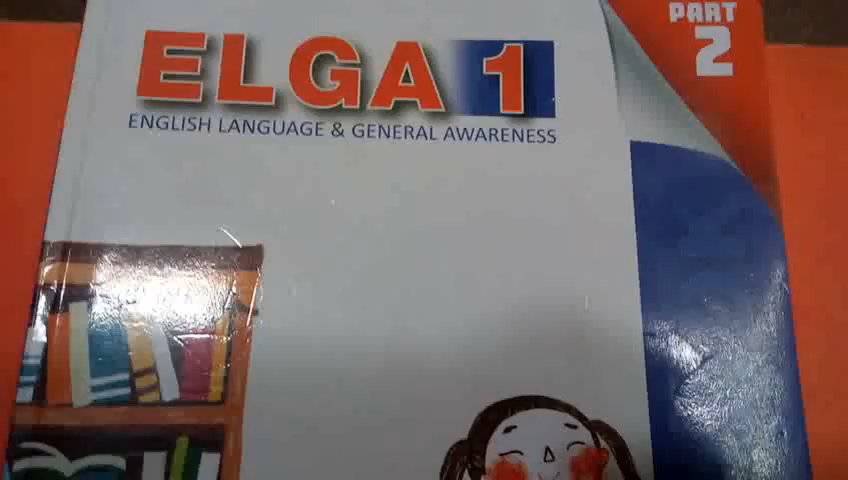 PART
2
ELGA 1
ENGLISH LANGUAGE & GENERAL AWARENESS